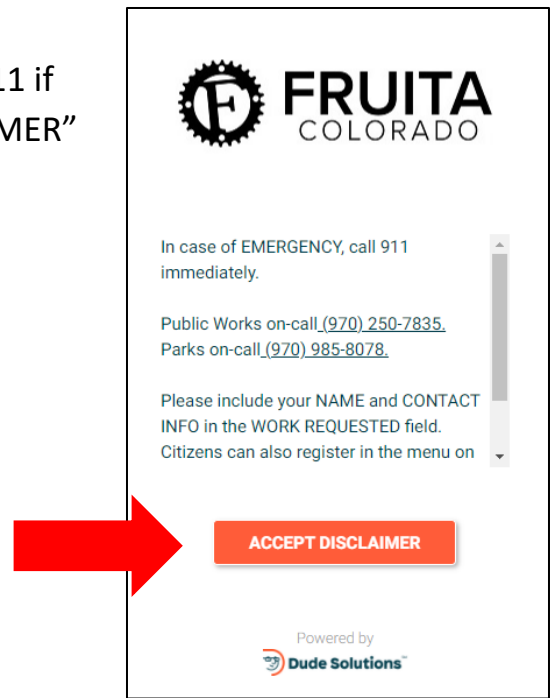 11 if
MER”
F
FRUITA
COLORADO
In case of EMERGENCY, call 911
immediately.
Public Works on-call (970) 250-7835.
Parks on-call (970) 985-8078.
Please include your NAME and CONTACT
INFO in the WORK REQUESTED field.
Citizens can also register in the menu on
ACCEPT DISCLAIMER
Powered by
Dude Solutions™